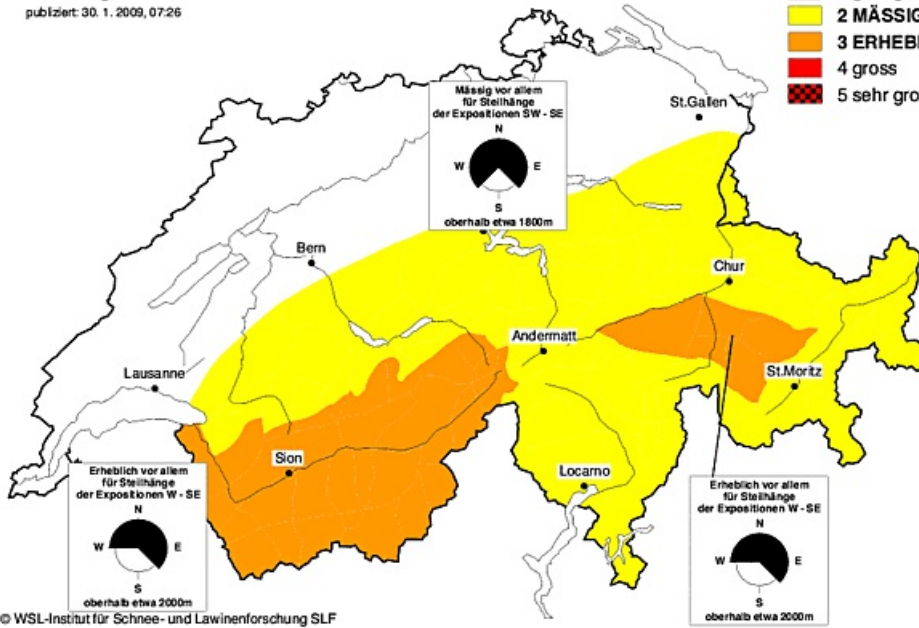 publiziert: 30. 1. 2009, 07:26
2 MÄSSIG
3 ERHEB
4 gross
5 sehr gro
Mässig vor allem
für Steilhänge
der Expositionen SW - SE
N
W E
S
oberhalb etwa 1800m
St.Gallen
Bern
Chur
Andermatt
Lausanne
St.Moritz
Sion
Locarno
Erheblich vor allem
für Steilhänge
der Expositionen W - SE
N
W E
S
oberhalb etwa 2000m
Erheblich vor allem
für Steilhänge
der Expositionen W - SE
N
W E
S
oberhalb etwa 2000m
© WSL-Institut für Schnee- und Lawinenforschung SLF